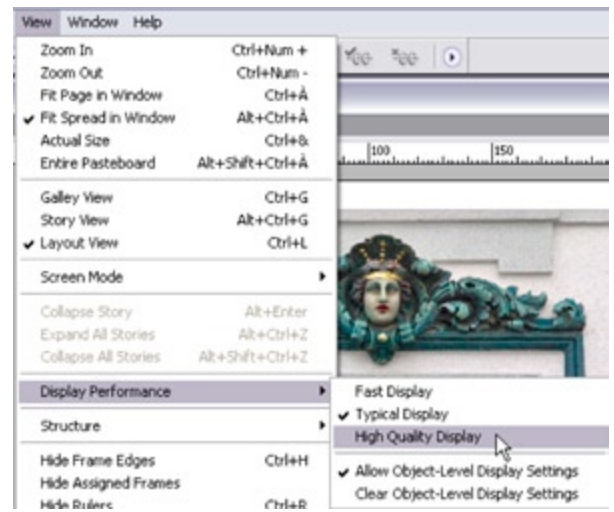 View Window Help
Zoom In Ctrl+Num +
Zoom Out Ctrl+Num -
Fit Page in Window Ctrl+À
Fit Spread in Window Alt+Ctrl+À
Actual Size Ctrl+&
Entire Pasteboard Alt+Shift+Ctrl+À
Galley View Ctrl+G
Story View Alt+Ctrl+G
Layout View Ctrl+L
Screen Mode
Collapse Story Alt+Enter
Expand All Stories Alt+Ctrl+Z
Collapse All Stories Alt+Shift+Ctrl+Z
Display Performance
Structure
Hide Frame Edges Ctrl+H
Hide Assigned Frames
Hide Rulers Ctrl+R
100 150
Fast Display
Typical Display
High Quality Display
Allow Object-Level Display Settings
Clear Object-Level Display Settings